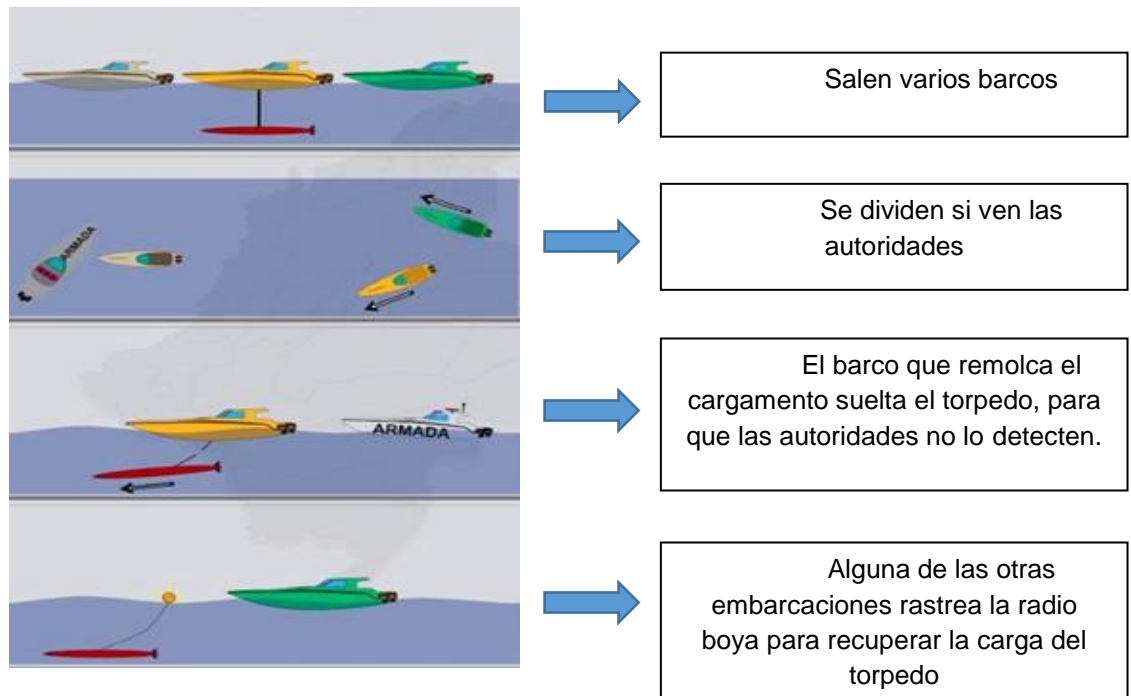 Salen varios barcos
ARMADA
Se dividen si ven las
autoridades
ARMADA
El barco que remolca el
cargamento suelta el torpedo, para
que las autoridades no lo detecten.
Alguna de las otras
embarcaciones rastrea la radio
boya para recuperar la carga del
torpedo